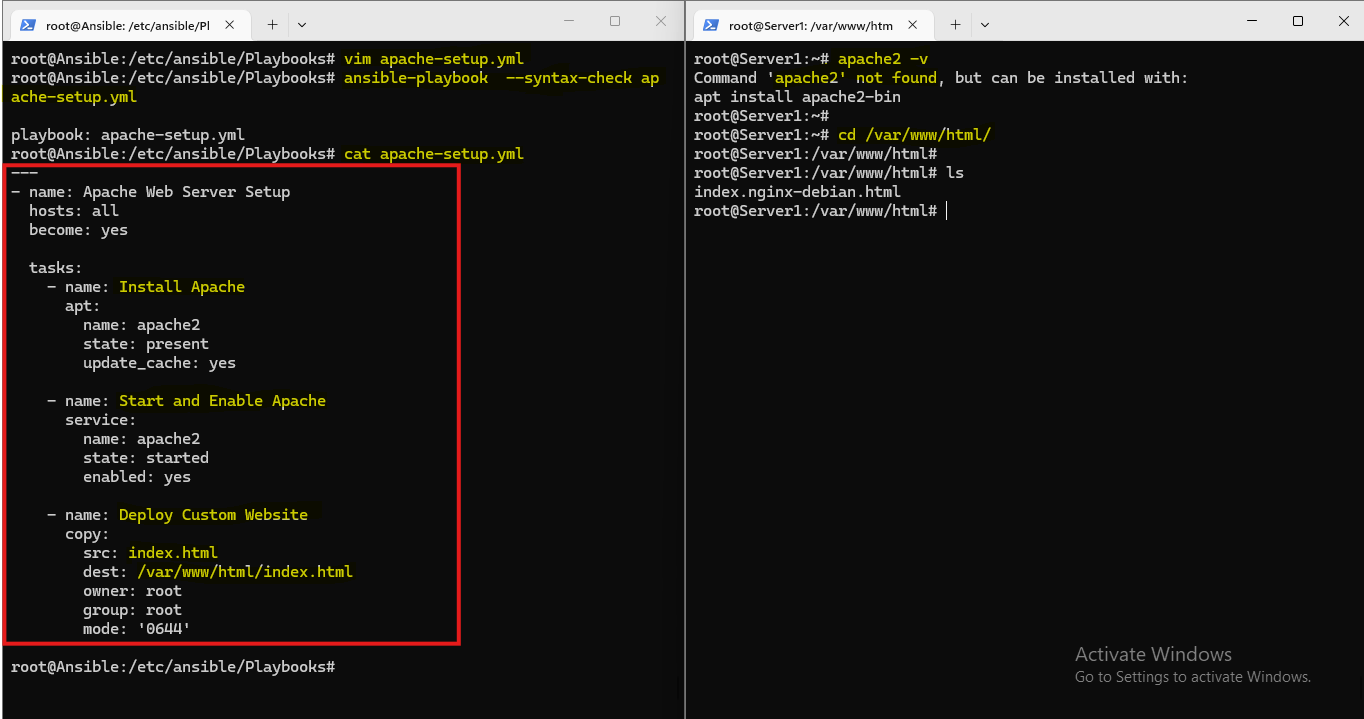 root@Ansible: /etc/ansible/Pl
root@Ansible:/etc/ansible/Playbooks# vim apache-setup.yml
root@Ansible:/etc/ansible/Playbooks# ansible-playbook  --syntax-check ap
ache-setup.yml
playbook: apache-setup.yml
root@Ansible:/etc/ansible/Playbooks# cat apache-setup.yml
---
- name: Apache Web Server Setup
  hosts: all
  become: yes
  tasks:
    - name: Install Apache
      apt:
        name: apache2
        state: present
        update_cache: yes
    - name: Start and Enable Apache
      service:
        name: apache2
        state: started
        enabled: yes
    - name: Deploy Custom Website
      copy:
        src: index.html
        dest: /var/www/html/index.html
        owner: root
        group: root
        mode: '0644'
root@Ansible:/etc/ansible/Playbooks#
root@Server1: /var/www/htm
root@Server1:~# apache2 -v
Command 'apache2' not found, but can be installed with:
apt install apache2-bin
root@Server1:~#
root@Server1:~# cd /var/www/html/
root@Server1:/var/www/html#
root@Server1:/var/www/html# ls
index.nginx-debian.html
root@Server1:/var/www/html#
Activate Windows
Go to Settings to activate Windows.